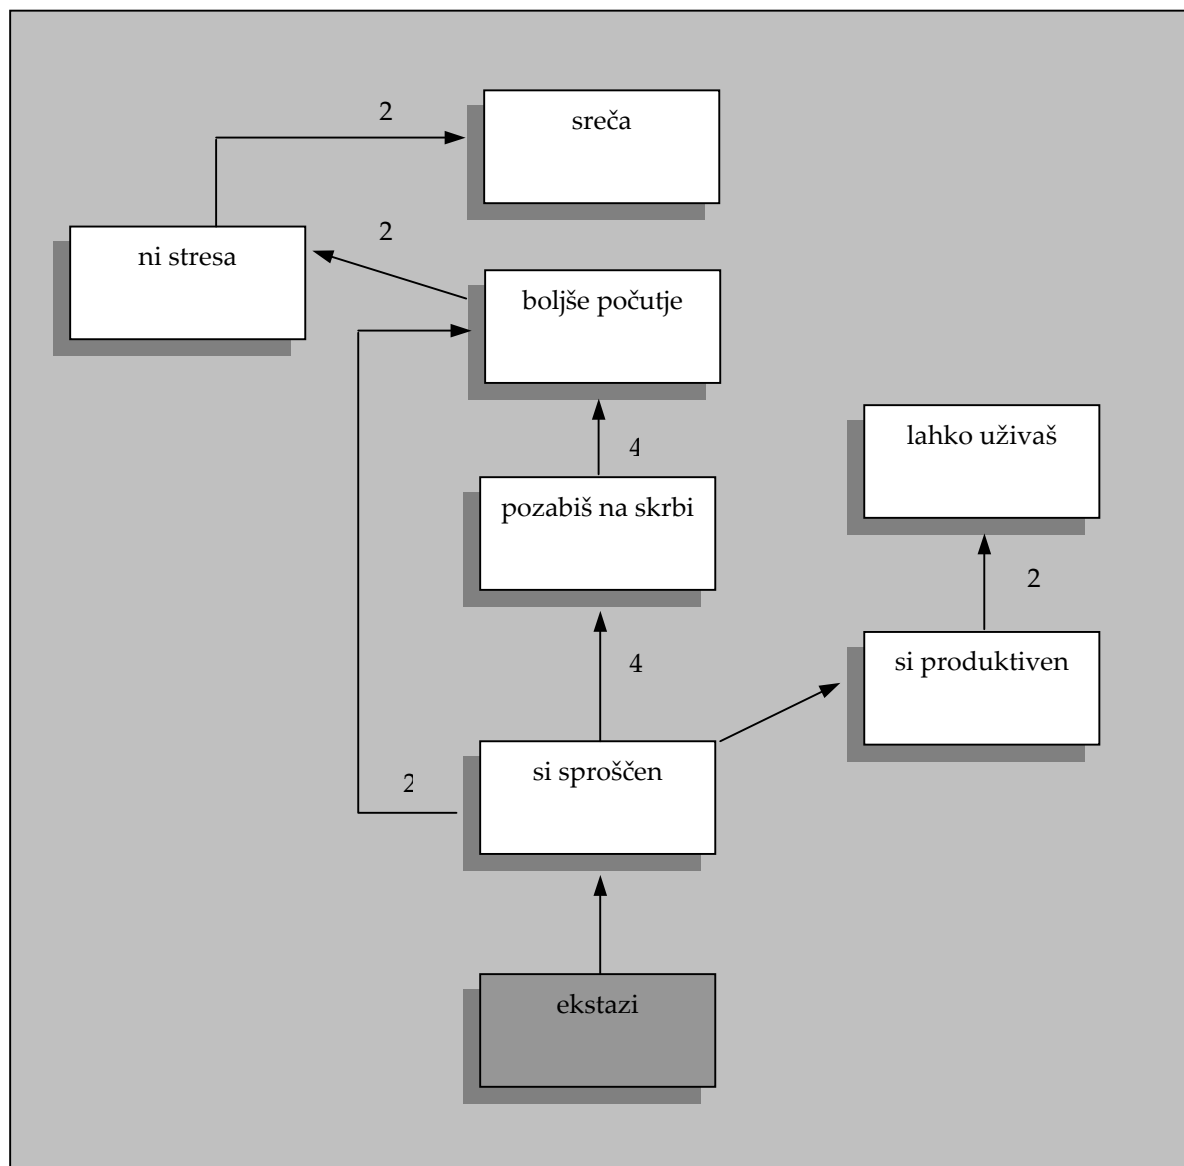 2
sreča
2
ni stresa
boljše počutje
4
lahko uživaš
pozabiš na skrbi
2
4
si produktiven
2
si sproščen
ekstazi